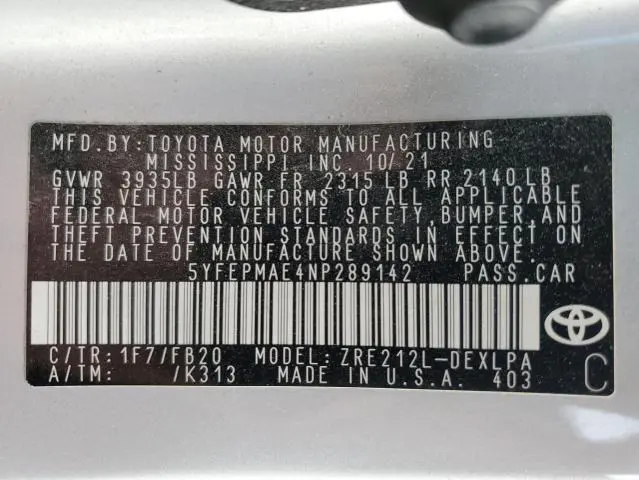 MFD.BY:TOYOTA MOTOR MANUFACTURING
MISSISSIPPI INC. 10/21
GVWR 3935LB GAWR FR 2315 LB RR 2140 LB
THIS VEHICLE CONFORMS TO ALL APPLICABLE
FEDERAL MOTOR VEHICLE SAFETY,BUMPER,AND
THEFT PREVENTION STANDARDS IN EFFECT ON
THE DATE OF MANUFACTURE SHOWN ABOVE.
5YFEPMAE4NP289142 PASS.CAR
C/TR:1F7/FB20 MODEL:ZRE212L-DEXLPA
A/TM: /K313 MADE IN U.S.A. 403 C